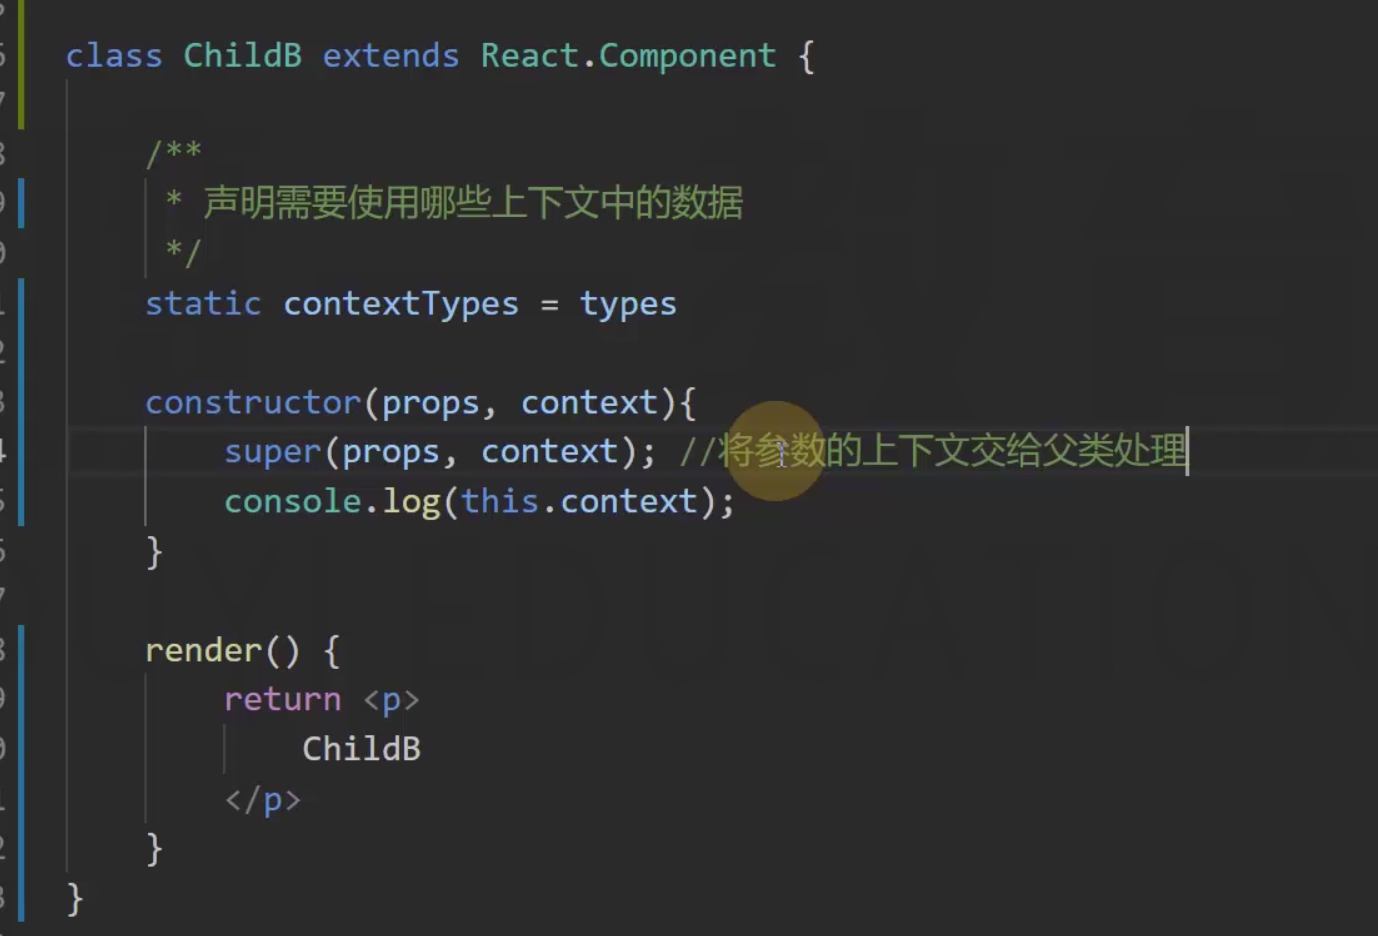 class ChildB extends React.Component {
/**
* 声明需要使用哪些上下文中的数据
*/
static contextTypes = types
constructor(props, context){
super(props, context); //将参数的上下文交给父类处理
console.log(this.context);
}
render() {
return <p>
ChildB
</p>
}
}